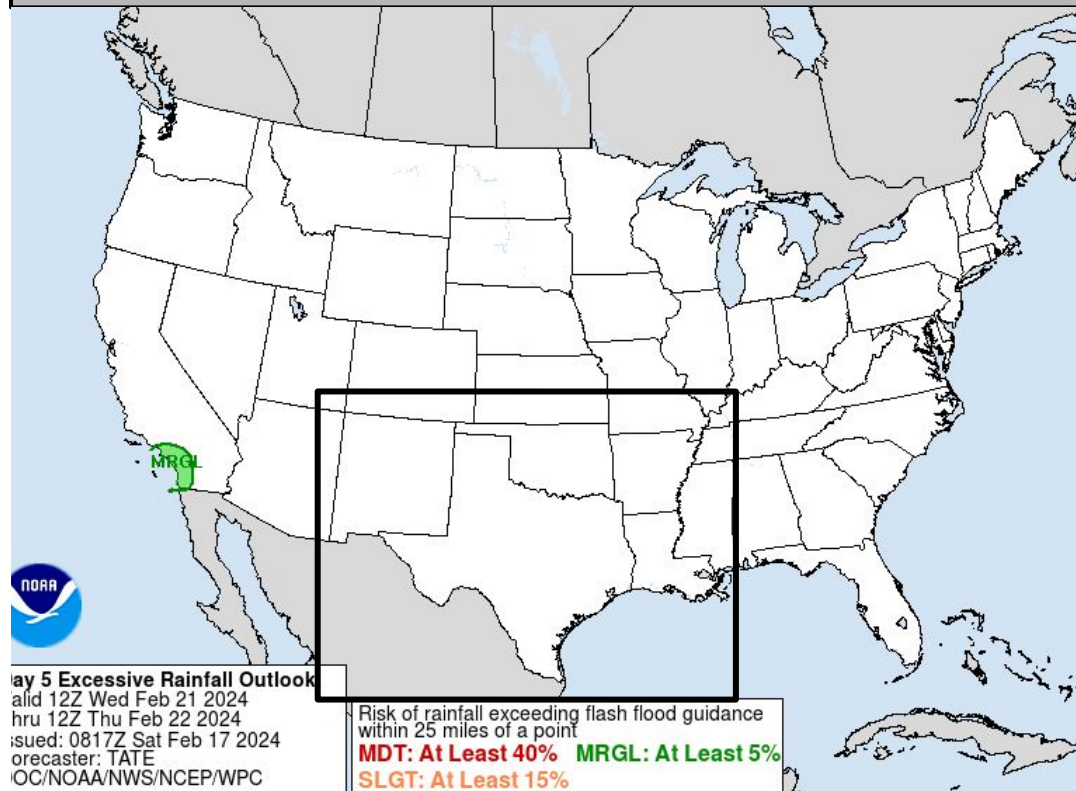 MRGL
NOAA
ay 5 Excessive Rainfall Outlook
alid 12Z Wed Feb 21 2024
hru 12Z Thu Feb 22 2024
ssued: 0817Z Sat Feb 17 2024
orecaster: TATE
DOC/NOAA/NWS/NCEP/WPC
Risk of rainfall exceeding flash flood guidance
within 25 miles of a point
MDT: At Least 40% MRGL: At Least 5%
SLGT: At Least 15%